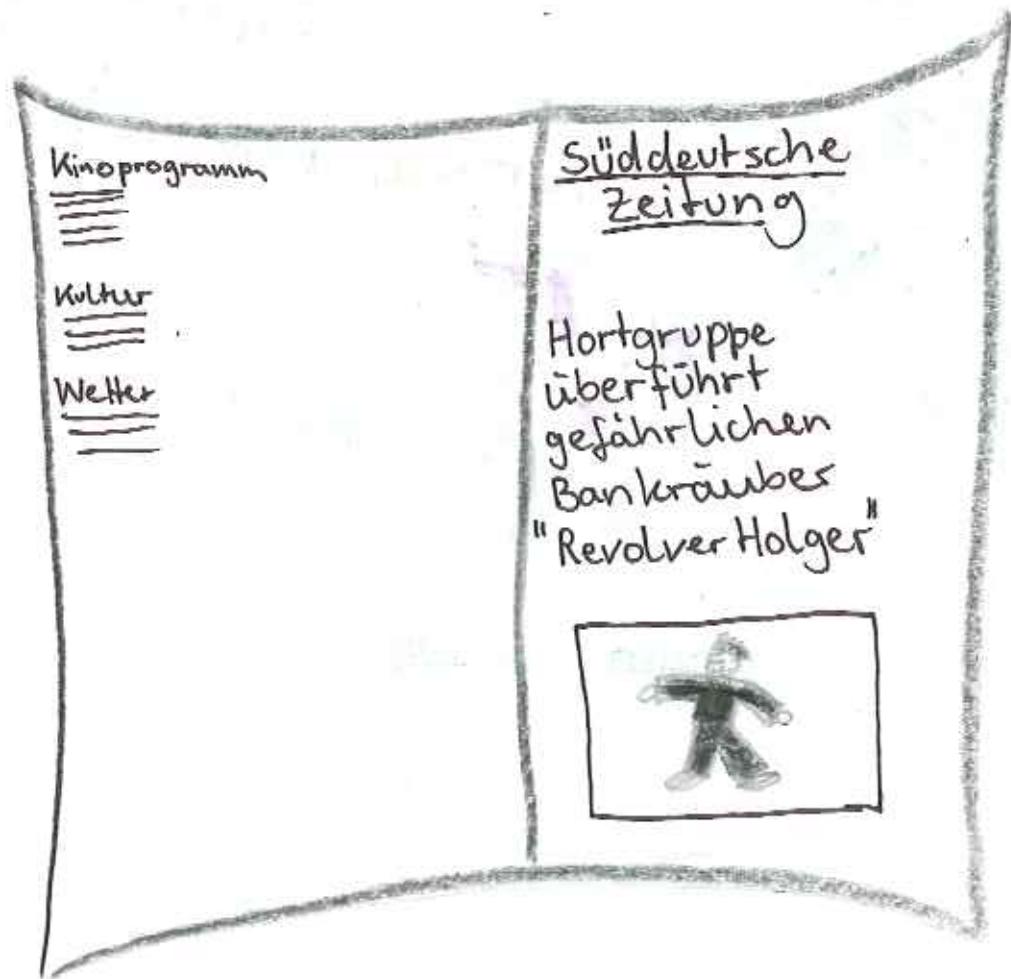 Kinoprogramm
Kultur
Wetter
Süddeutsche
Zeitung
Hortgruppe
überführt
gefährlichen
Bankräuber
"Revolver Holger"